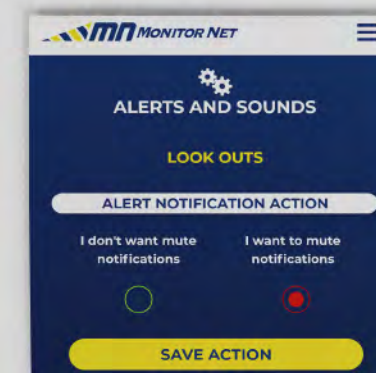 MN MONITOR NET
ALERTS AND SOUNDS
LOOK OUTS
ALERT NOTIFICATION ACTION
I don't want mute
notifications
I want to mute
notifications
SAVE ACTION